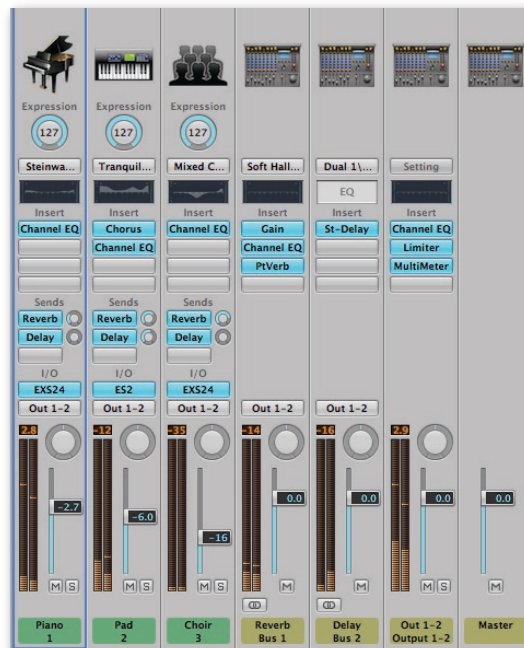 Expression Expression Expression
127 127 127
Steinwa... Tranquil... Mixed C... Soft Hall... Dual 1\... Setting
EQ
Insert Insert Insert Insert Insert Insert
Channel EQ Chorus Channel EQ Gain St-Delay Channel EQ
Channel EQ Channel EQ Limiter
PtVerb MultiMeter
Sends Sends Sends
Reverb Reverb Reverb
Delay Delay Delay
I/O I/O I/O
EXS24 ES2 EXS24
Out 1-2 Out 1-2 Out 1-2 Out 1-2 Out 1-2
2.8 -12 -35 -14 -16 2.9
-2.7 -6.0 -16 0.0 0.0 0.0 0.0
M S M S M S M M M S M
Piano Pad Choir Reverb Delay Out 1-2 Master
1 2 3 Bus 1 Bus 2 Output 1-2